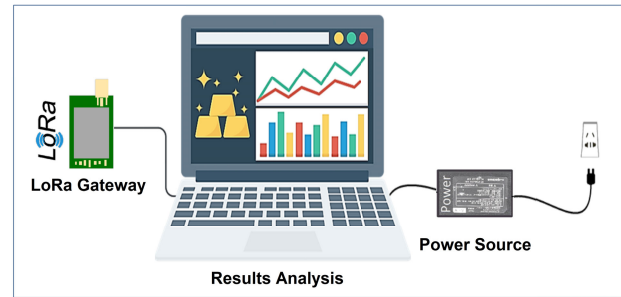 LoRa
LoRa Gateway
Power
Power Source
Results Analysis